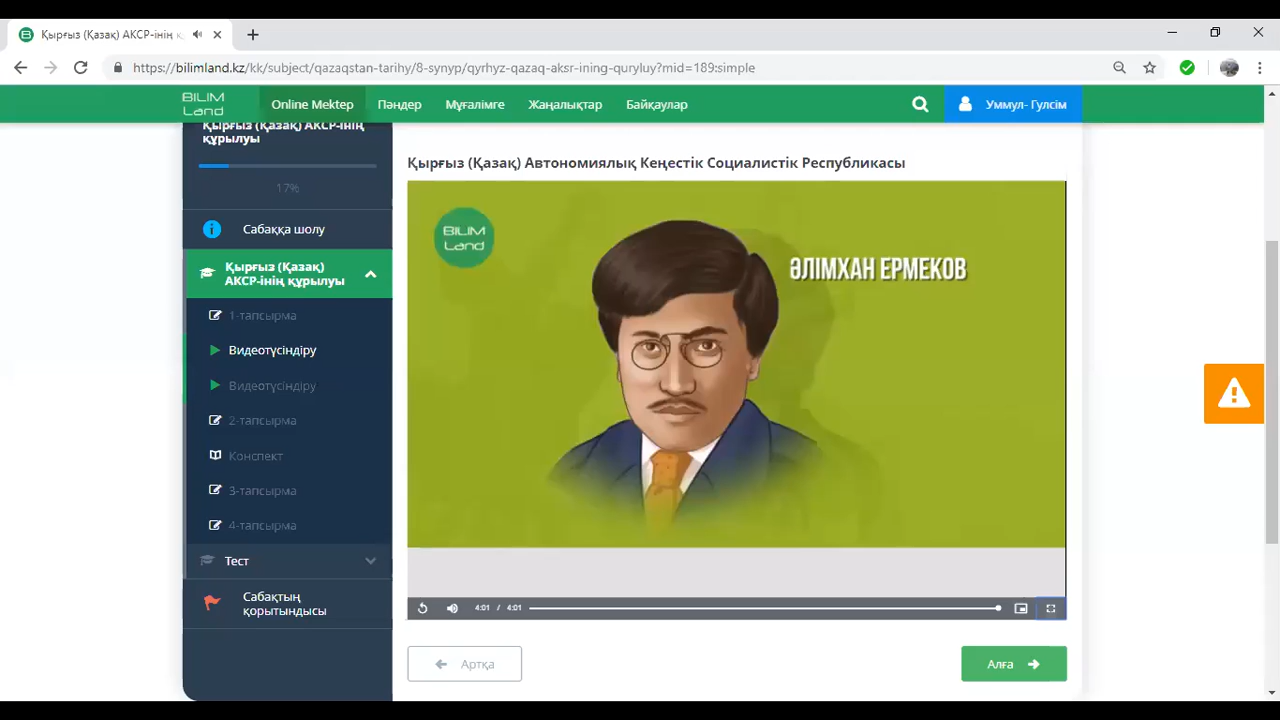 Қырғыз (Қазақ) АКСР-інің қ
https://bilimland.kz/kk/subject/qazaqstan-tarihy/8-synyp/qyrhyz-qazaq-aksr-ining-quryluy?mid=189:simple
BILIM
Land
Online Mektep
Пәндер
Мұғалімге
Жаңалықтар
Байқаулар
Уммул- Гулсім
Қырғыз (Қазақ) АКСР-інің
құрылуы
17%
Сабаққа шолу
Қырғыз (Қазақ)
АКСР-інің құрылуы
1-тапсырма
Видеотүсіндіру
Видеотүсіндіру
2-тапсырма
Конспект
3-тапсырма
4-тапсырма
Тест
Сабақтың
қорытындысы
Қырғыз (Қазақ) Автономиялық Кеңестік Социалистік Республикасы
BILIM
Land
ӘЛІМХАН ЕРМЕКОВ
4:01 / 4:01
Артқа
Алға